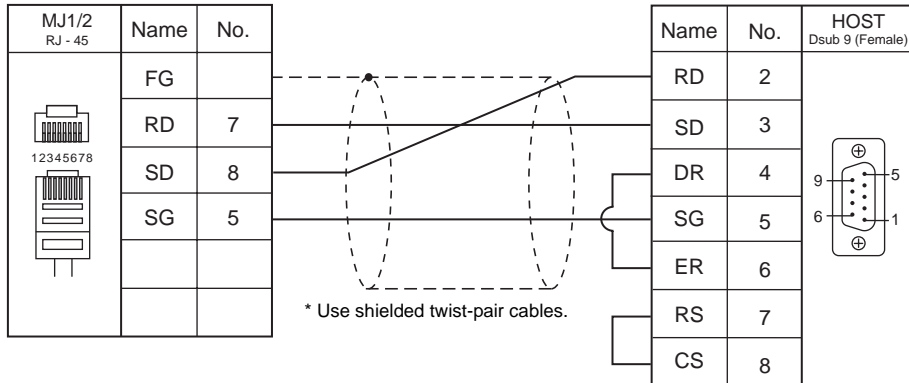 MJ1/2
RJ - 45
Name
No.
FG
RD 7
SD 8
SG 5
12345678
* Use shielded twist-pair cables.
Name
No.
HOST
Dsub 9 (Female)
RD 2
SD 3
DR 4
SG 5
ER 6
RS 7
CS 8
9
5
6
1